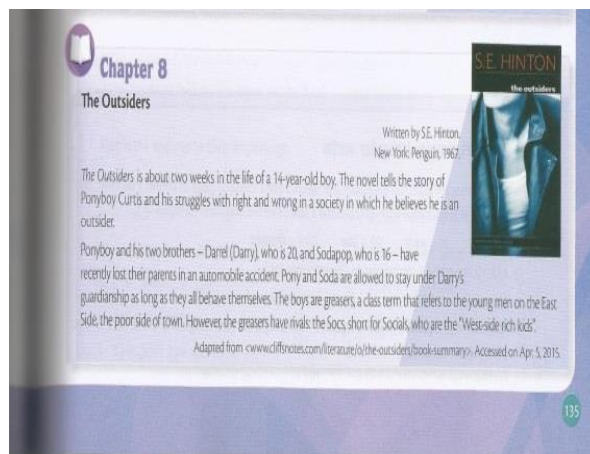 Chapter 8
The Outsiders
S.E. HINTON
the outsiders
Written by S.E. Hinton.
New York: Penguin, 1967.
The Outsiders is about two weeks in the life of a 14-year-old boy. The novel tells the story of
Ponyboy Curtis and his struggles with right and wrong in a society in which he believes he is an
outsider.
Ponyboy and his two brothers – Darrel (Darry), who is 20, and Sodapop, who is 16 – have
recently lost their parents in an automobile accident. Pony and Soda are allowed to stay under Darry's
guardianship as long as they all behave themselves. The boys are greasers, a class term that refers to the young men on the East
Side, the poor side of town. However, the greasers have rivals: the Socs, short for Socials, who are the "West-side rich kids".
Adapted from <www.cliffsnotes.com/literature/o/the-outsiders/book-summary>. Accessed on Apr. 5, 2015.
135